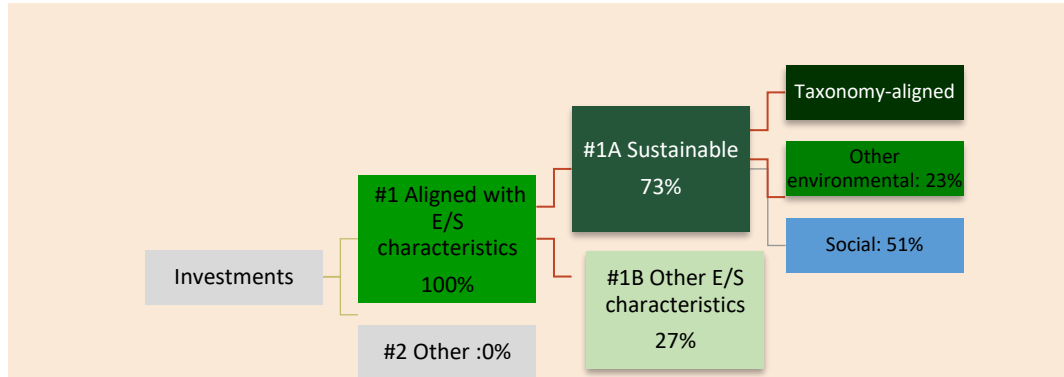 Investments
#1 Aligned with
E/S
characteristics
100%
#2 Other :0%
#1A Sustainable
73%
#1B Other E/S
characteristics
27%
Taxonomy-aligned
Other
environmental: 23%
Social: 51%